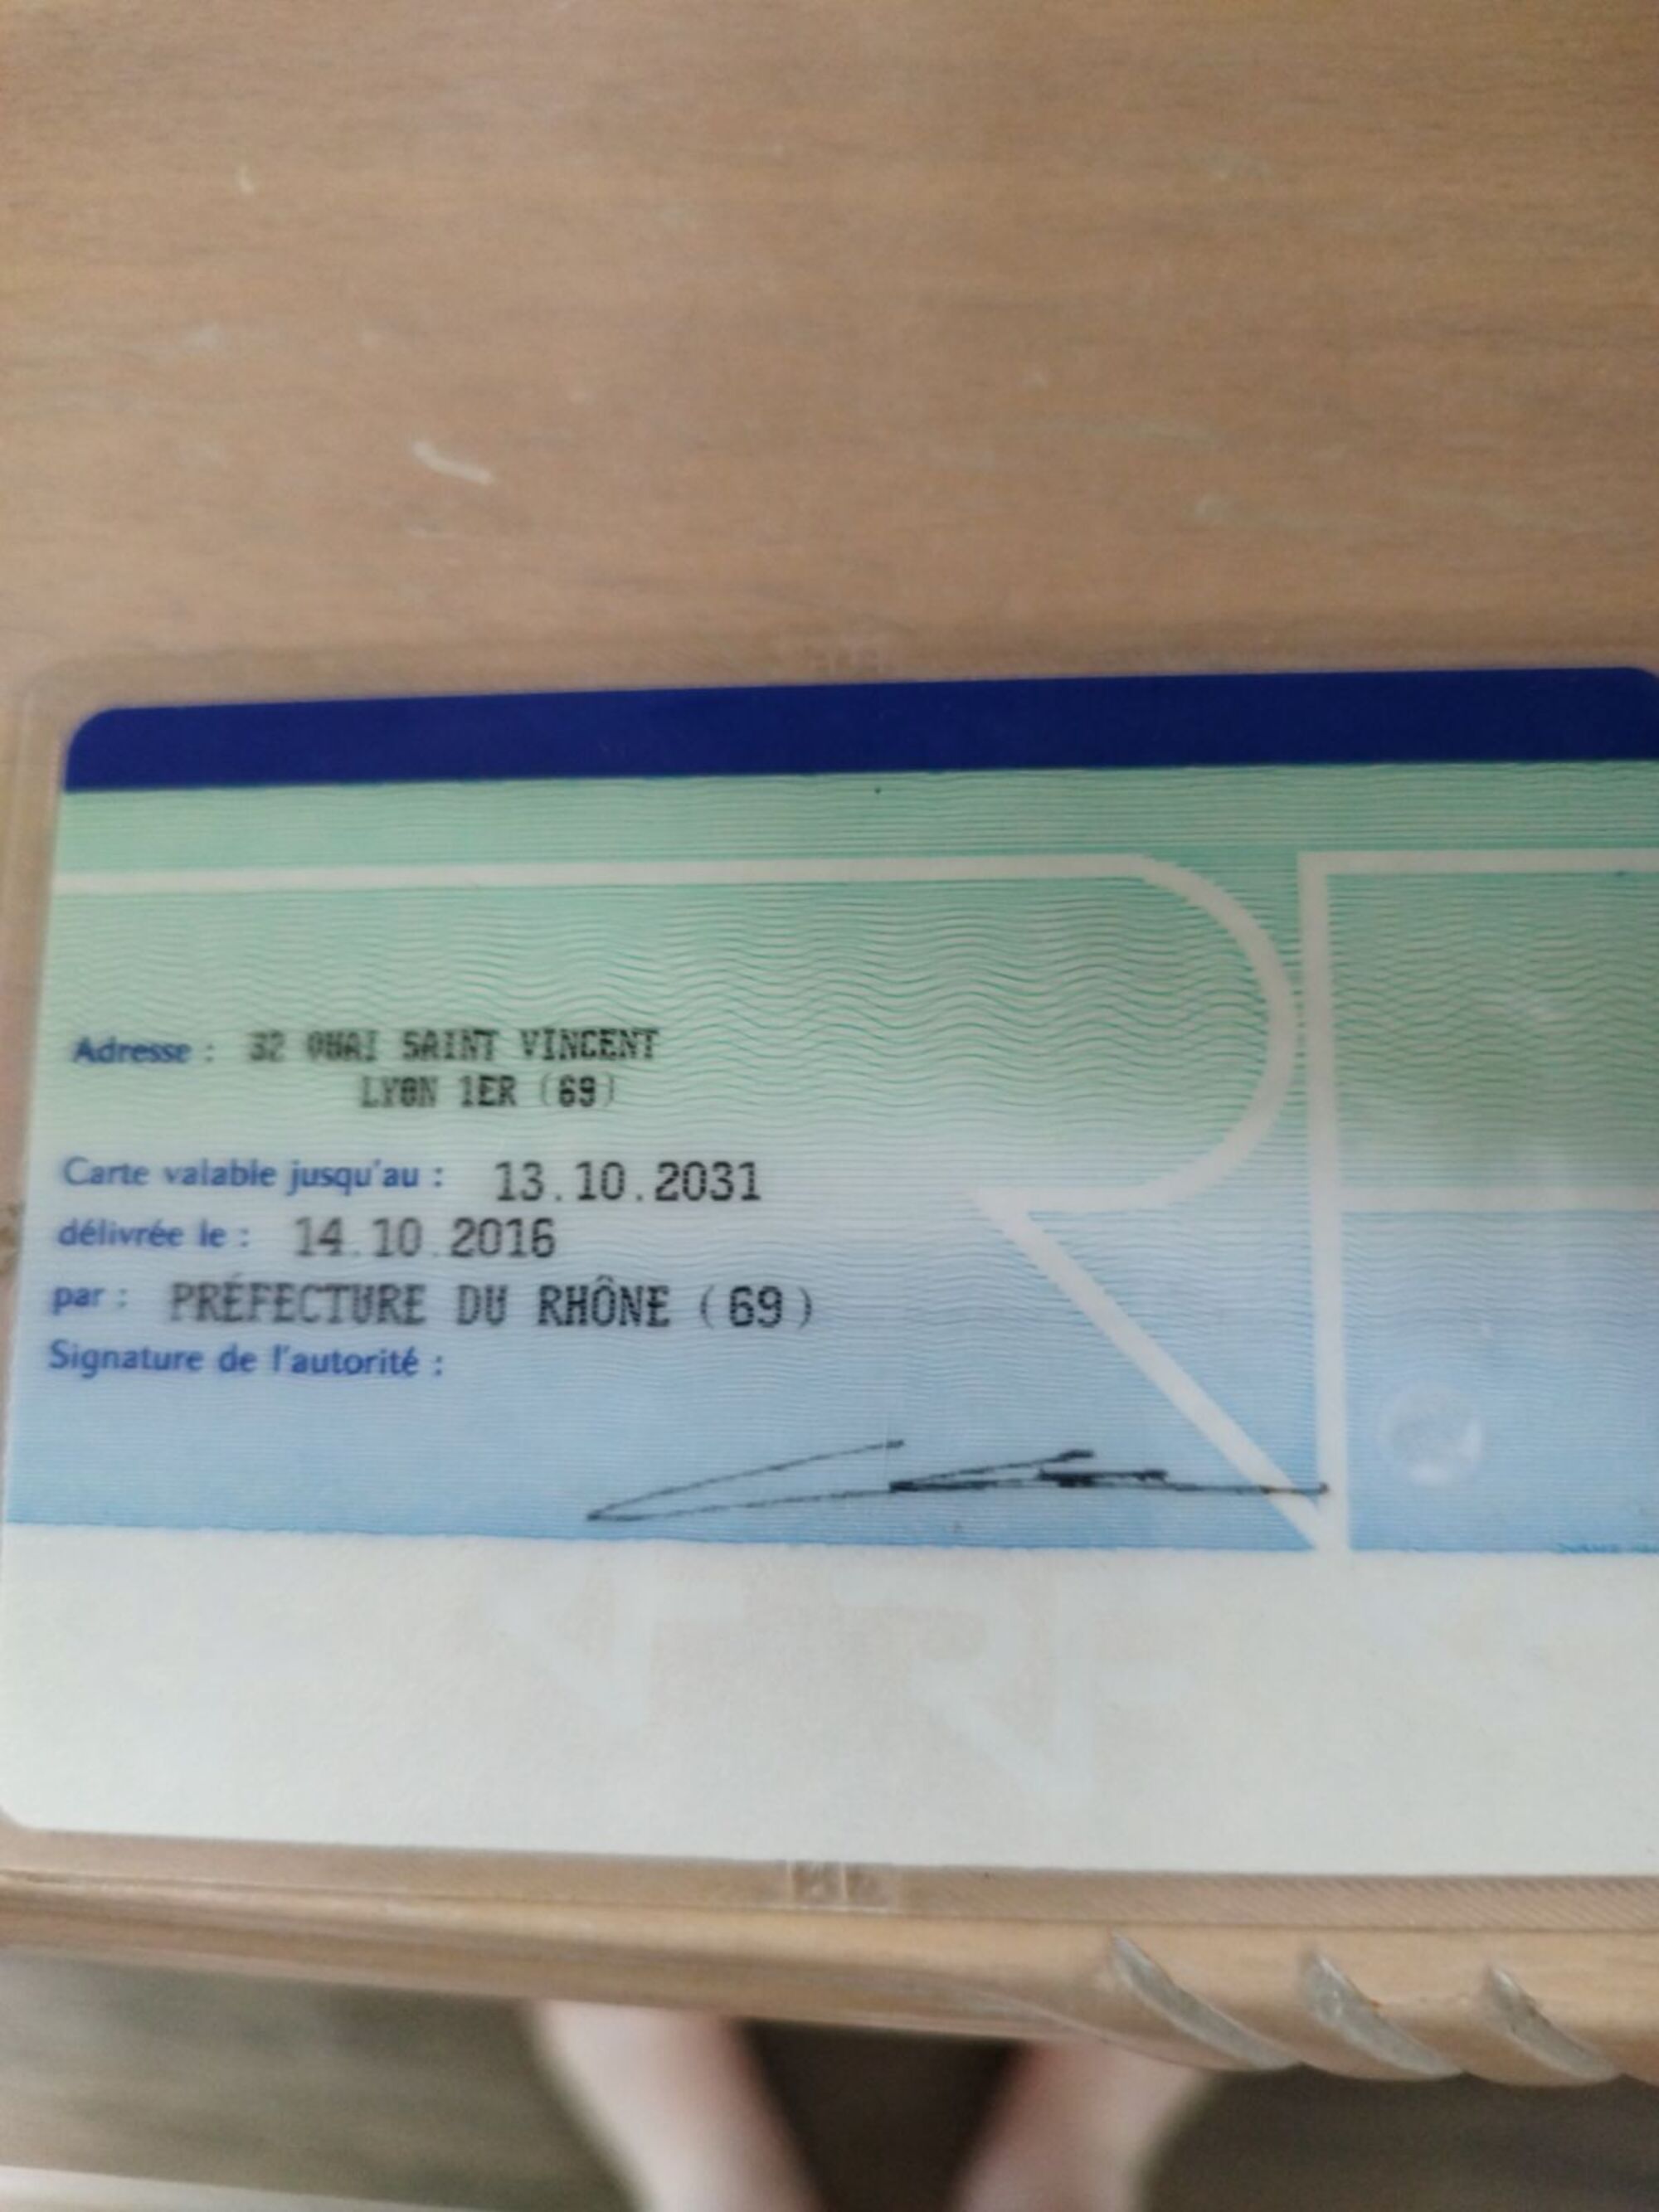 Adresse : 32 QUAI SAINT VINCENT
LYON 1ER (69)
Carte valable jusqu'au : 13.10.2031
délivrée le : 14.10.2016
par : PRÉFECTURE DU RHÔNE (69)
Signature de l'autorité :
RF